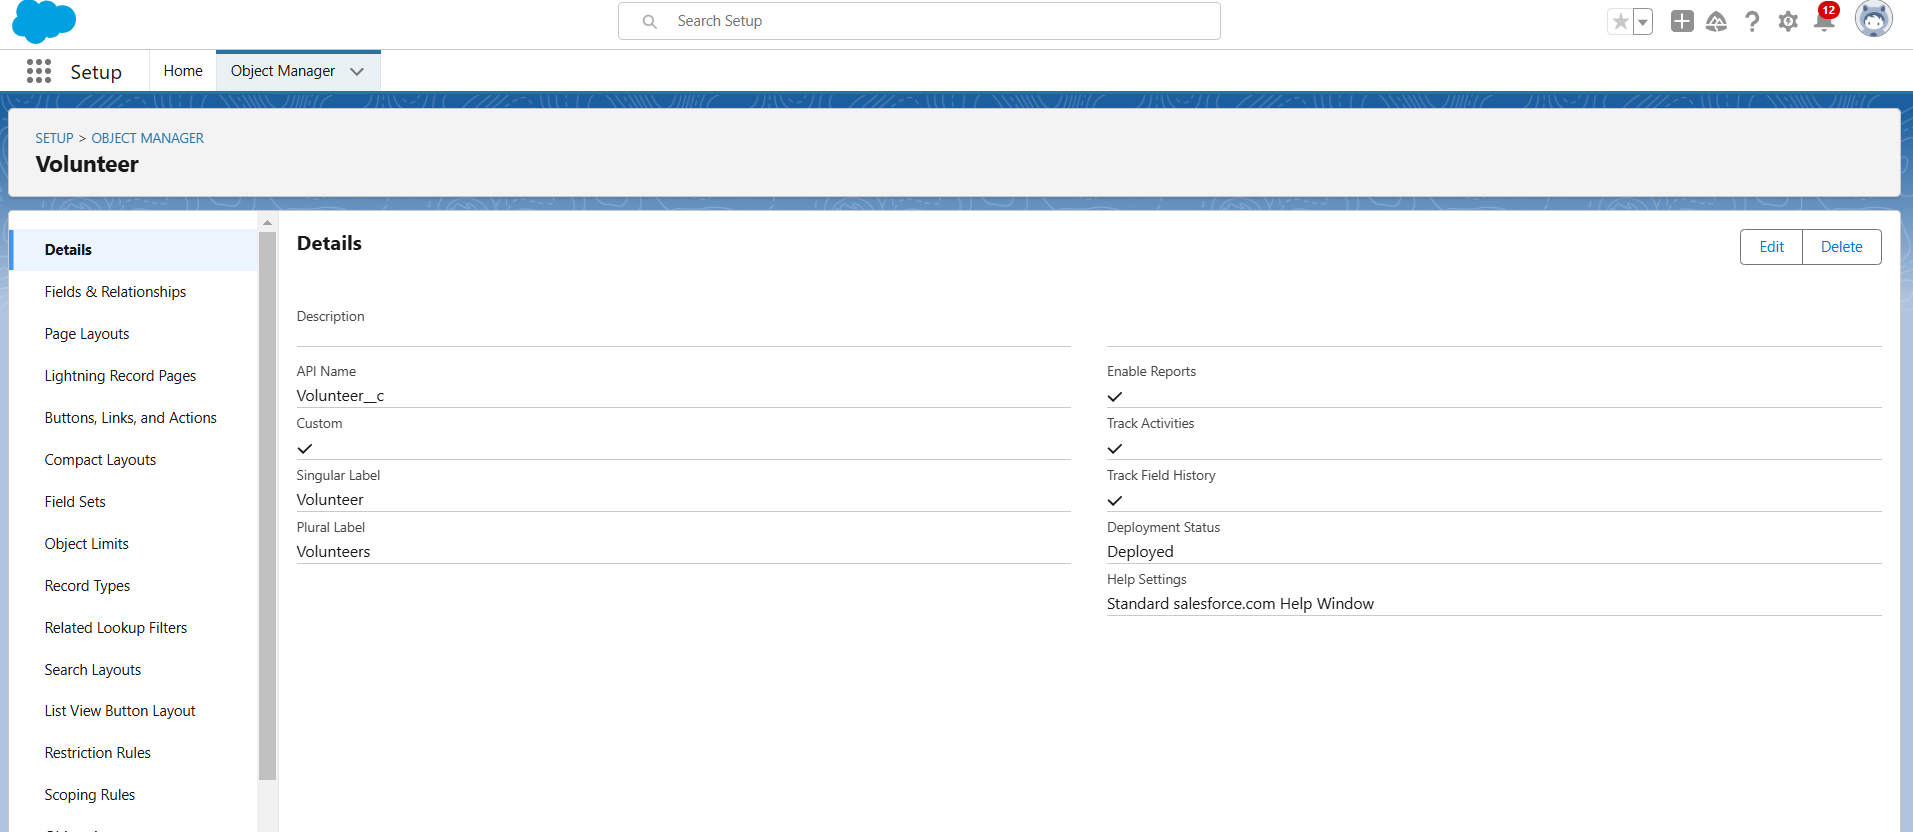 Search Setup
12
Setup
Home
Object Manager
SETUP > OBJECT MANAGER
Volunteer
Details
Fields & Relationships
Page Layouts
Lightning Record Pages
Buttons, Links, and Actions
Compact Layouts
Field Sets
Object Limits
Record Types
Related Lookup Filters
Search Layouts
List View Button Layout
Restriction Rules
Scoping Rules
Details
Edit
Delete
Description
API Name
Volunteer__c
Custom
Singular Label
Volunteer
Plural Label
Volunteers
Enable Reports
Track Activities
Track Field History
Deployment Status
Deployed
Help Settings
Standard salesforce.com Help Window